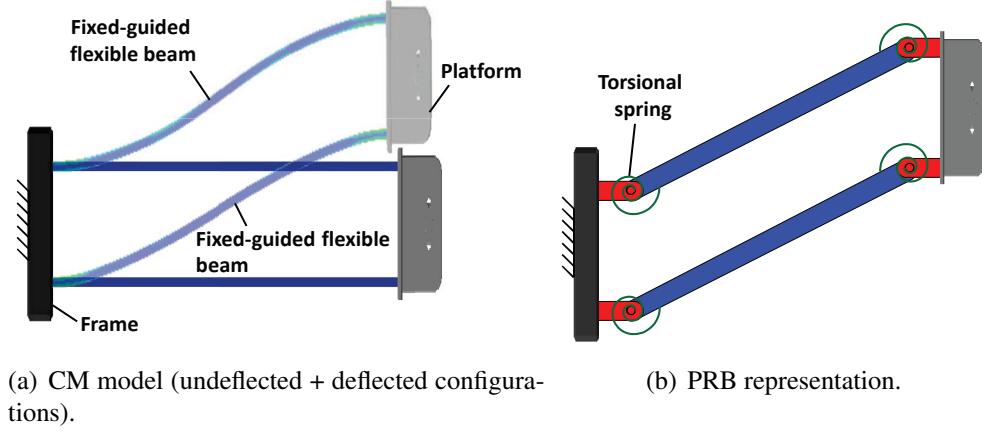 Fixed-guided
flexible beam
Platform
Fixed-guided flexible
beam
Frame
Torsional
spring
(a) CM model (undeflected + deflected configura-
tions).
(b) PRB representation.